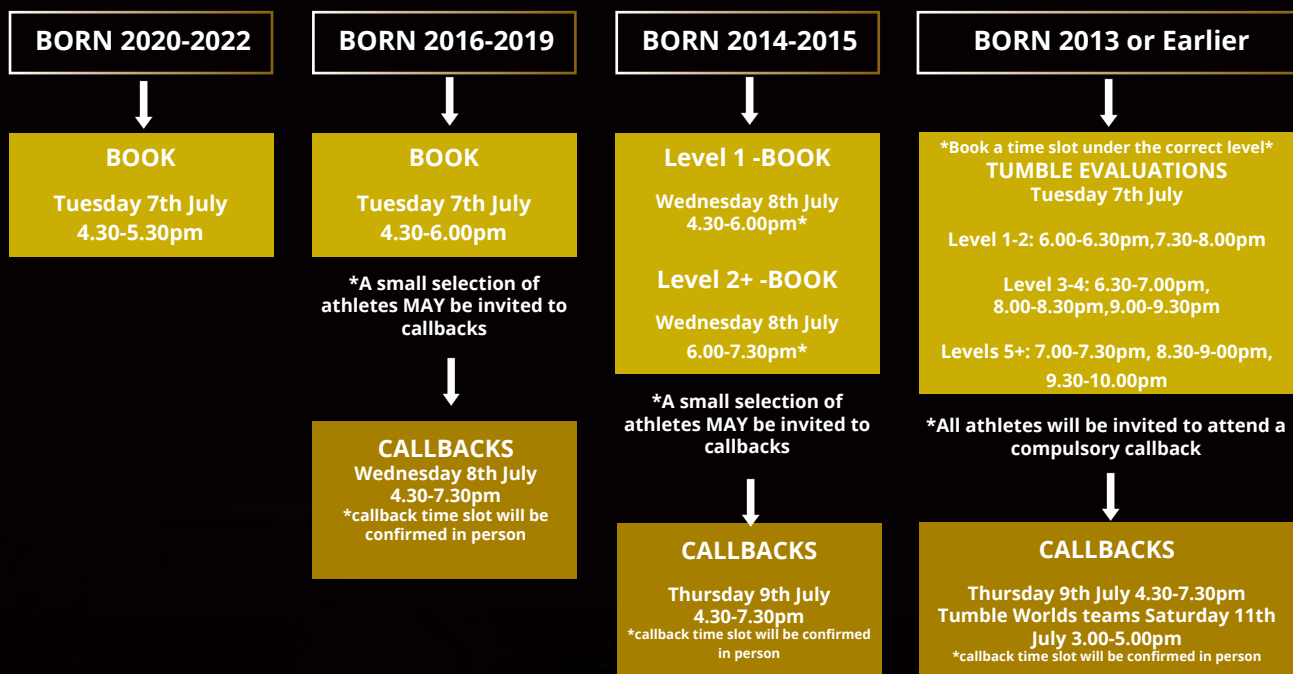 BORN 2020-2022
BOOK
Tuesday 7th July
4.30-5.30pm
BORN 2016-2019
BOOK
Tuesday 7th July
4.30-6.00pm
*A small selection of
athletes MAY be invited to
callbacks
CALLBACKS
Wednesday 8th July
4.30-7.30pm
*callback time slot will be
confirmed in person
BORN 2014-2015
Level 1 -BOOK
Wednesday 8th July
4.30-6.00pm*
Level 2+ -BOOK
Wednesday 8th July
6.00-7.30pm*
*A small selection of
athletes MAY be invited to
callbacks
CALLBACKS
Thursday 9th July
4.30-7.30pm
*callback time slot will be confirmed
in person
BORN 2013 or Earlier
*Book a time slot under the correct level*
TUMBLE EVALUATIONS
Tuesday 7th July
Level 1-2: 6.00-6.30pm,7.30-8.00pm
Level 3-4: 6.30-7.00pm,
8.00-8.30pm,9.00-9.30pm
Levels 5+: 7.00-7.30pm, 8.30-9-00pm,
9.30-10.00pm
*All athletes will be invited to attend a
compulsory callback
CALLBACKS
Thursday 9th July 4.30-7.30pm
Tumble Worlds teams Saturday 11th
July 3.00-5.00pm
*callback time slot will be confirmed in person